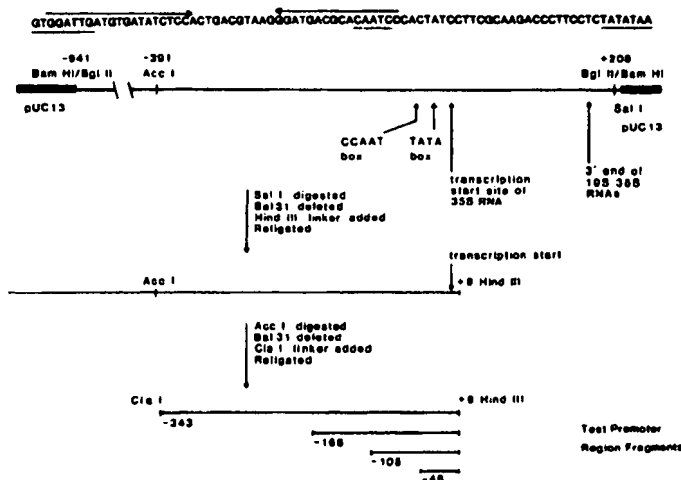 GTGGATTGATGTGATATCTCCACTGACGTAAGGGATGACGCACAATCCCACTATCCTTCGCAAGACCCTTCCTCTATATAA
-941 -391 +208
Bam HI/Bgl II Acc I Bgl II/Bam HI
pUC13 Sal I
pUC13
CCAAT box
TATA box
transcription
start site of
35S RNA
3' end of
19S 35S
RNAs
Sal I digested
Bal 31 deleted
Hind III linker added
Religated
transcription start
Acc I +8 Hind III
Acc I digested
Bal 31 deleted
Cla I linker added
Religated
Cla I +8 Hind III
-343
-168
-105
-46
Test Promoter
Region Fragments